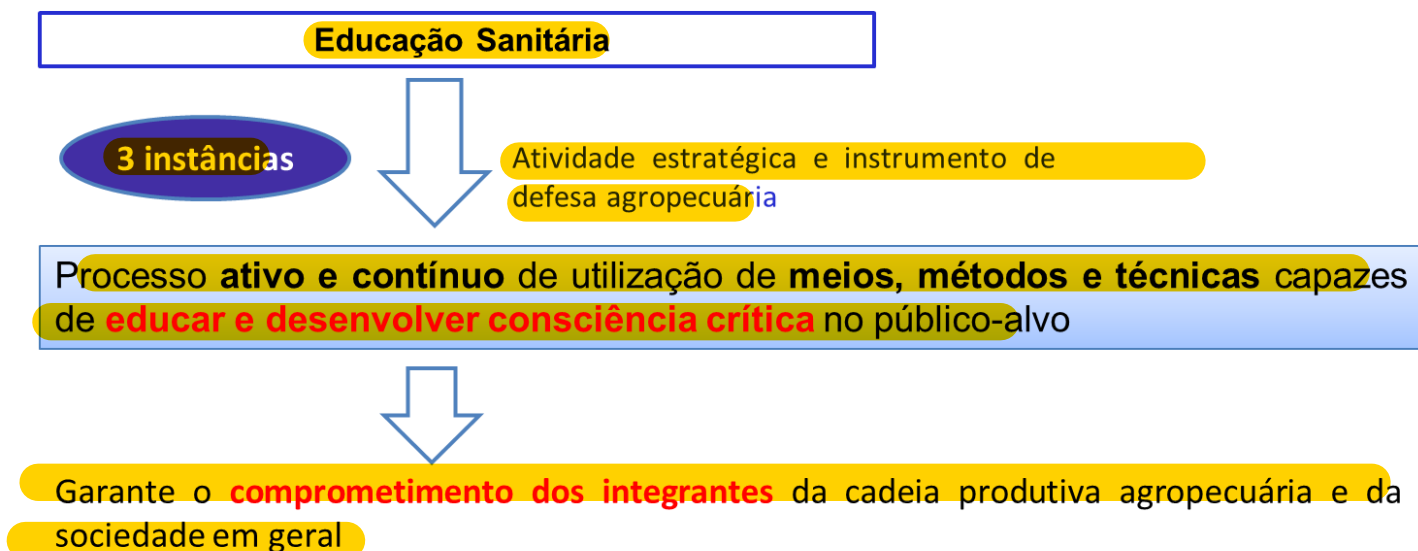 Educação Sanitária
3 instâncias
Atividade estratégica e instrumento de
defesa agropecuária
Processo ativo e contínuo de utilização de meios, métodos e técnicas capazes
de educar e desenvolver consciência crítica no público-alvo
Garante o comprometimento dos integrantes da cadeia produtiva agropecuária e da
sociedade em geral